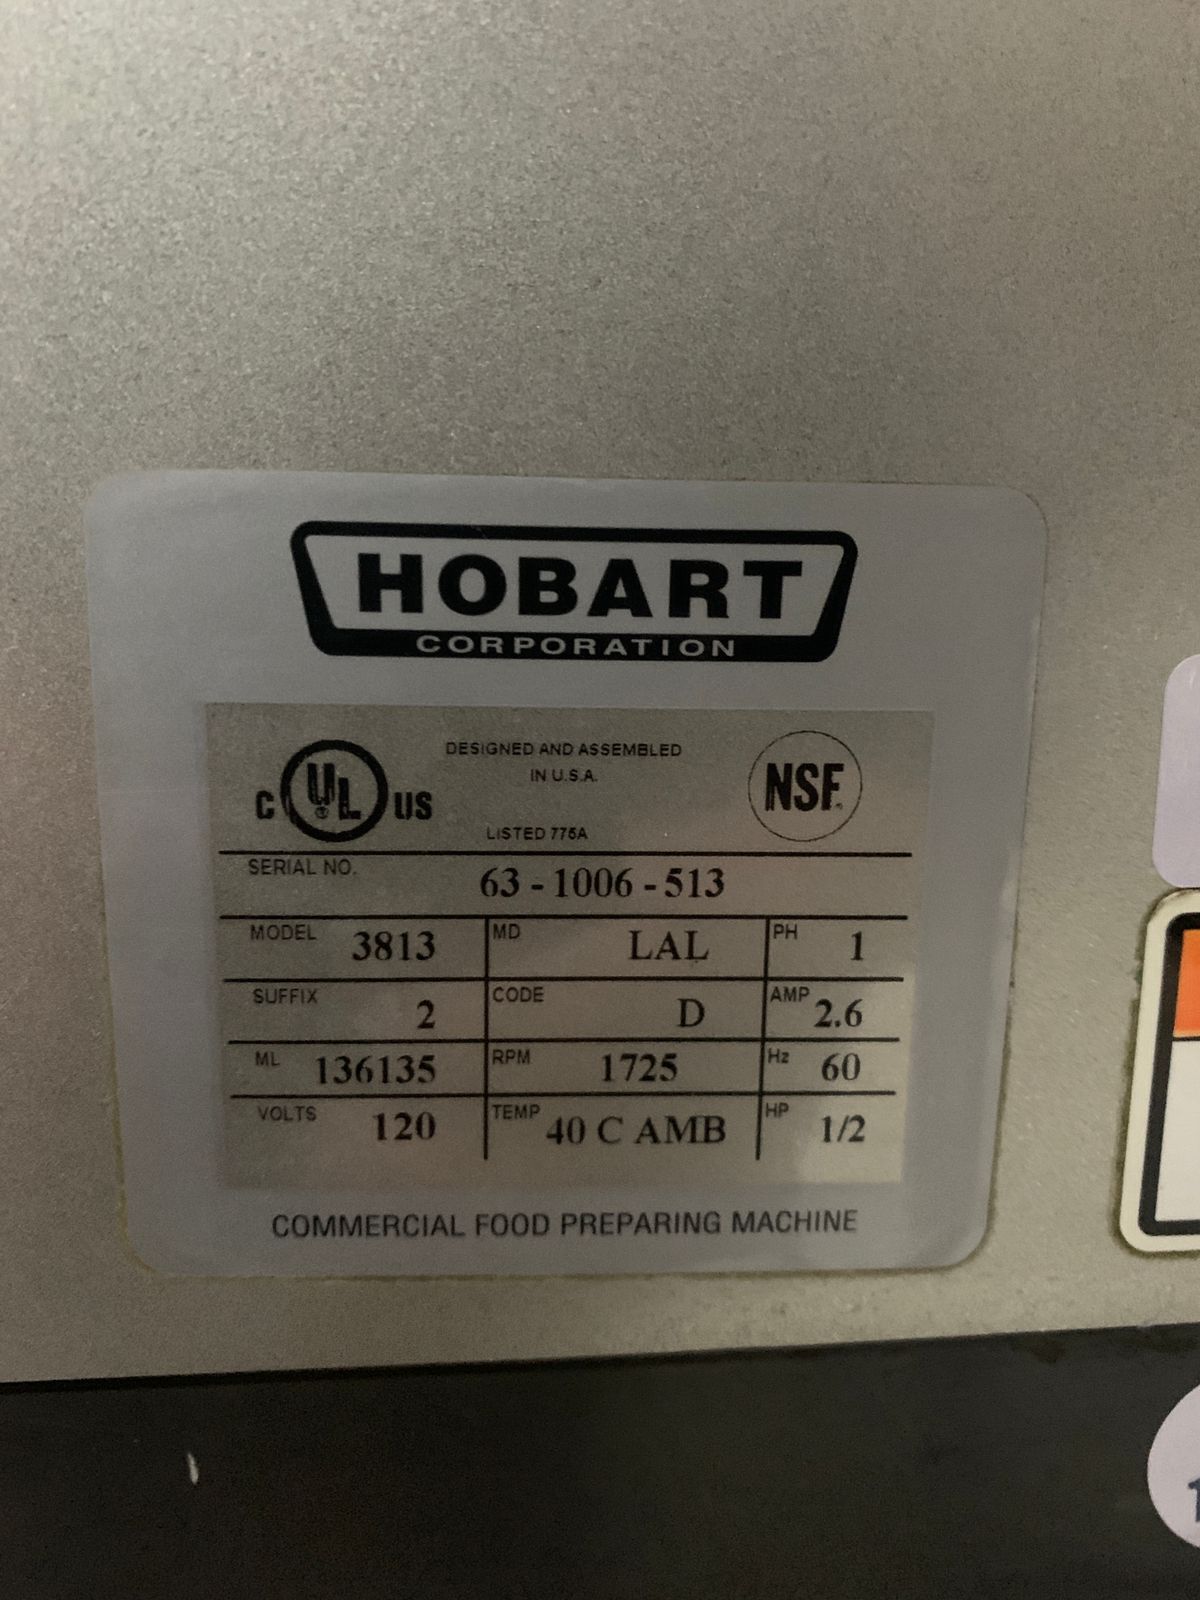 HOBART
CORPORATION
C UL US
DESIGNED AND ASSEMBLED
IN U.S.A.
NSF
LISTED 776A
SERIAL NO. 63 - 1006 - 513
MODEL 3813 MD LAL PH 1
SUFFIX 2 CODE D AMP 2.6
ML 136135 RPM 1725 Hz 60
VOLTS 120 TEMP 40 C AMB HP 1/2
COMMERCIAL FOOD PREPARING MACHINE
1